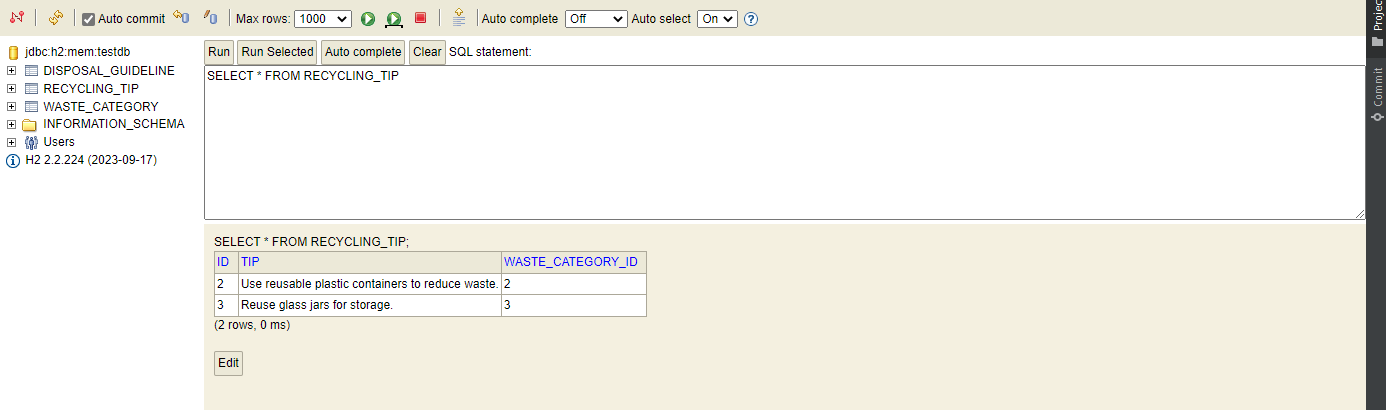 Auto commit Max rows: 1000 Auto complete Off Auto select On
jdbc:h2:mem:testdb
DISPOSAL_GUIDELINE
RECYCLING_TIP
WASTE_CATEGORY
INFORMATION_SCHEMA
Users
H2 2.2.224 (2023-09-17)
Run Run Selected Auto complete Clear SQL statement:
SELECT * FROM RECYCLING_TIP
SELECT * FROM RECYCLING_TIP;
ID TIP WASTE_CATEGORY_ID
2 Use reusable plastic containers to reduce waste. 2
3 Reuse glass jars for storage. 3
(2 rows, 0 ms)
Edit
Commit